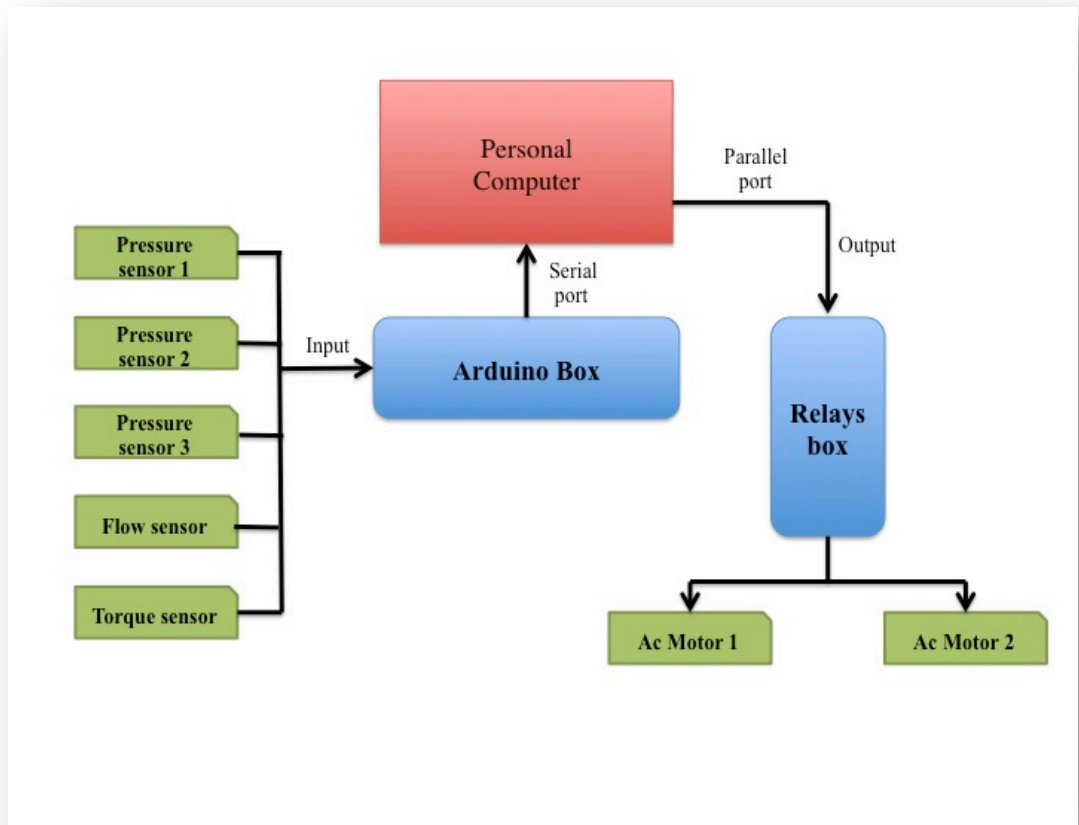 Personal
Computer
Parallel
port
Output
Serial
port
Pressure
sensor 1
Pressure
sensor 2
Pressure
sensor 3
Flow sensor
Torque sensor
Input
Arduino Box
Relays
box
Ac Motor 1
Ac Motor 2